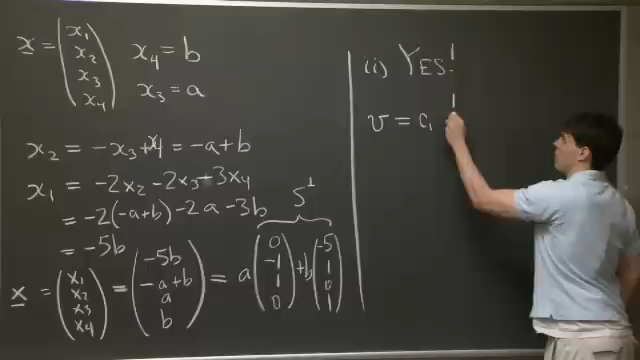 x = (x₁ x₂ x₃ x₄)
x₄ = b
x₃ = a
x₂ = -x₃ + x₄ = -a + b
x₁ = -2x₂ - 2x₃ + 3x₄
= -2(-a+b) - 2a - 3b
= -5b
x = (x₁ x₂ x₃ x₄) = (-5b -a+b a b) = a (0 -1 1 0) + b (-5 1 0 1)
S⊥
(ii) YES!
v = c₁